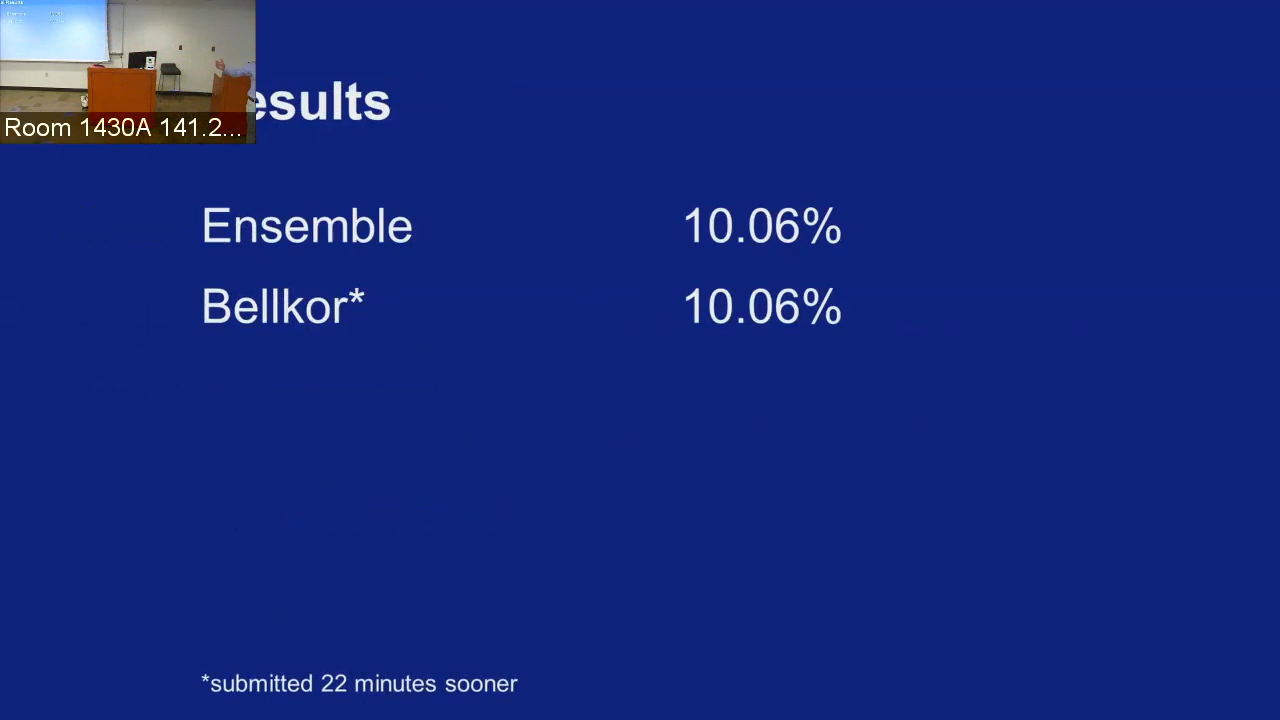 Room 1430A 141.2...
esults
Ensemble 10.06%
Bellkor* 10.06%
*submitted 22 minutes sooner